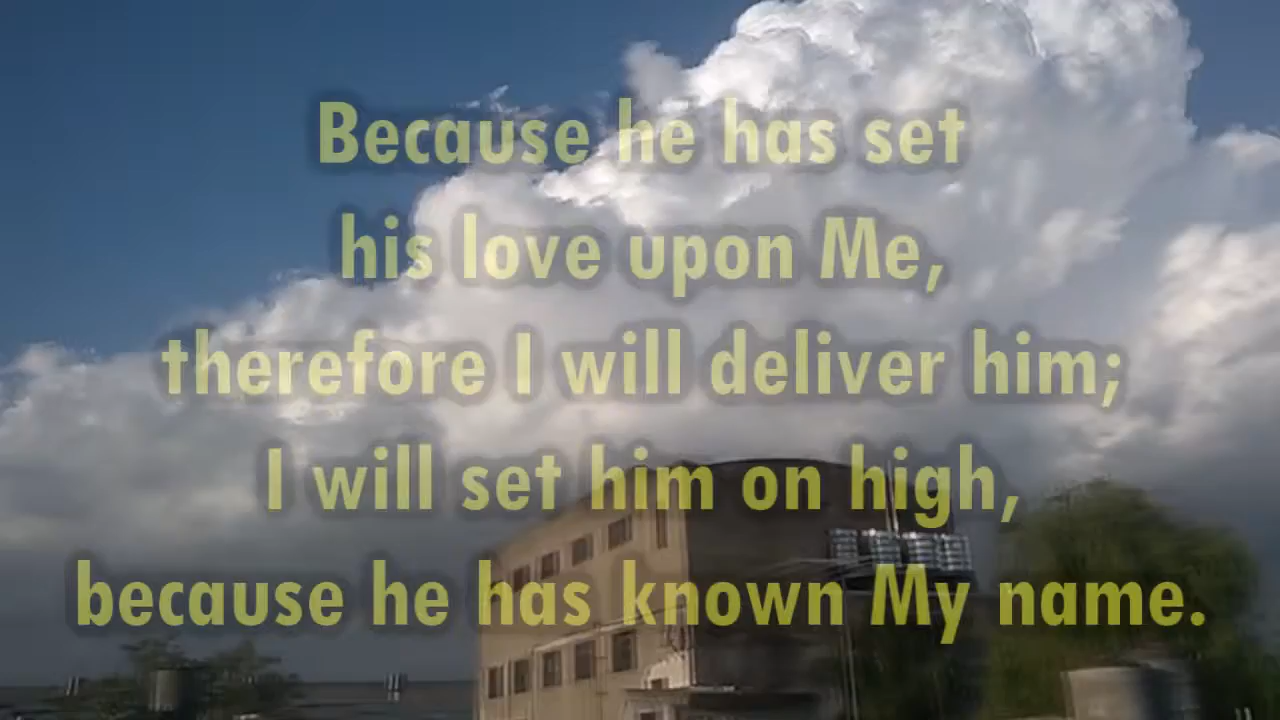 Because he has set
his love upon Me,
therefore I will deliver him;
I will set him on high,
because he has known My name.